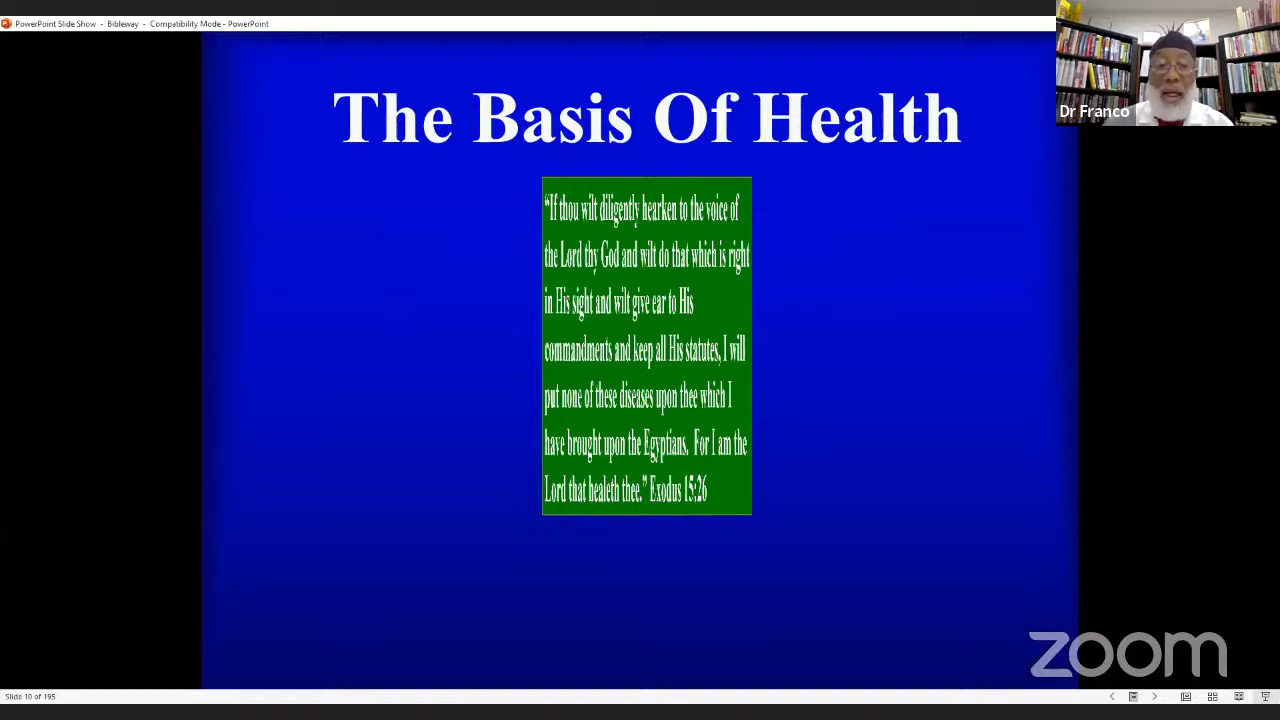 PowerPoint Slide Show - Bibleway - Compatibility Mode - PowerPoint
Dr Franco
The Basis Of Health
“If thou wilt diligently hearken to the voice of
the Lord thy God and wilt do that which is right
in His sight and wilt give ear to His
commandments and keep all His statutes, I will
put none of these diseases upon thee which I
have brought upon the Egyptians. For I am the
Lord that healeth thee.” Exodus 15:26
zoom
Slide 10 of 195